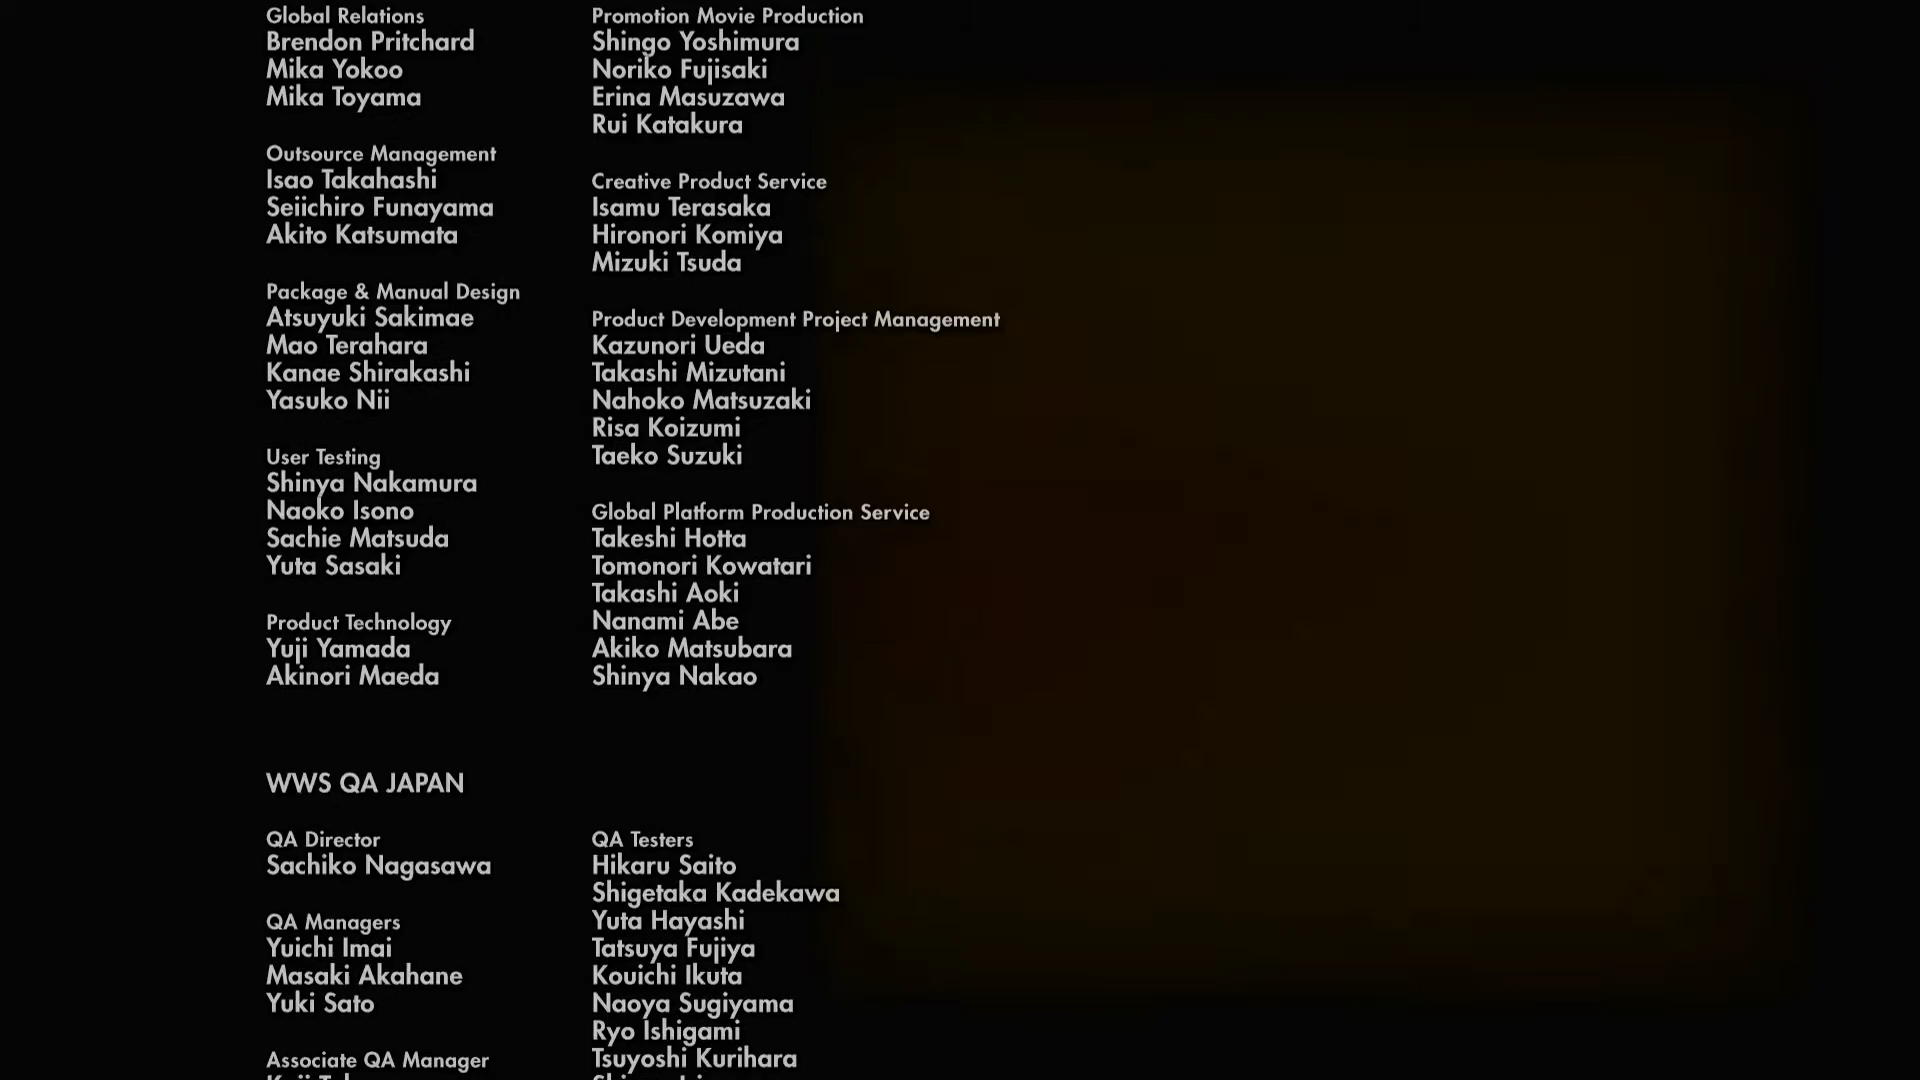 Global Relations
Brendon Pritchard
Mika Yokoo
Mika Toyama
Outsource Management
Isao Takahashi
Seiichiro Funayama
Akito Katsumata
Package & Manual Design
Atsuyuki Sakimae
Mao Terahara
Kanae Shirakashi
Yasuko Nii
User Testing
Shinya Nakamura
Naoko Isono
Sachie Matsuda
Yuta Sasaki
Product Technology
Yuji Yamada
Akinori Maeda
Promotion Movie Production
Shingo Yoshimura
Noriko Fujisaki
Erina Masuzawa
Rui Katakura
Creative Product Service
Isamu Terasaka
Hironori Komiya
Mizuki Tsuda
Product Development Project Management
Kazunori Ueda
Takashi Mizutani
Nahoko Matsuzaki
Risa Koizumi
Taeko Suzuki
Global Platform Production Service
Takeshi Hotta
Tomonori Kowatari
Takashi Aoki
Nanami Abe
Akiko Matsubara
Shinya Nakao
WWS QA JAPAN
QA Director
Sachiko Nagasawa
QA Managers
Yuichi Imai
Masaki Akahane
Yuki Sato
Associate QA Manager
QA Testers
Hikaru Saito
Shigetaka Kadekawa
Yuta Hayashi
Tatsuya Fujiya
Kouichi Ikuta
Naoya Sugiyama
Ryo Ishigami
Tsuyoshi Kurihara